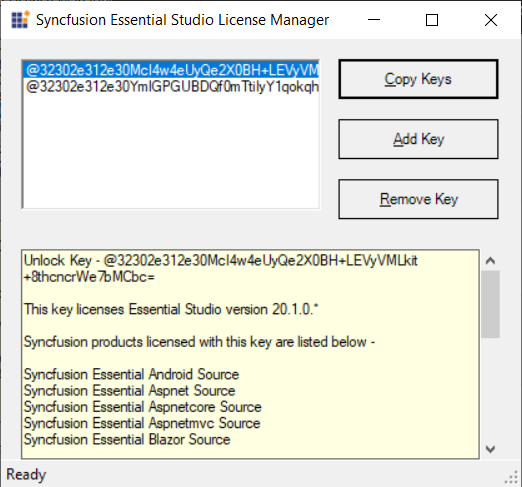 Syncfusion Essential Studio License Manager
@32302e312e30McI4w4eUyQe2X0BH+LEVyVM
@32302e312e30YmlGPGUBDQf0mTtilyY1qokqh
Copy Keys
Add Key
Remove Key
Unlock Key - @32302e312e30McI4w4eUyQe2X0BH+LEVyVMLkit
+8thcncrWe7bMCbc=
This key licenses Essential Studio version 20.1.0.*
Syncfusion products licensed with this key are listed below -
Syncfusion Essential Android Source
Syncfusion Essential Aspnet Source
Syncfusion Essential Aspnetcore Source
Syncfusion Essential Aspnetmvc Source
Syncfusion Essential Blazor Source
Ready